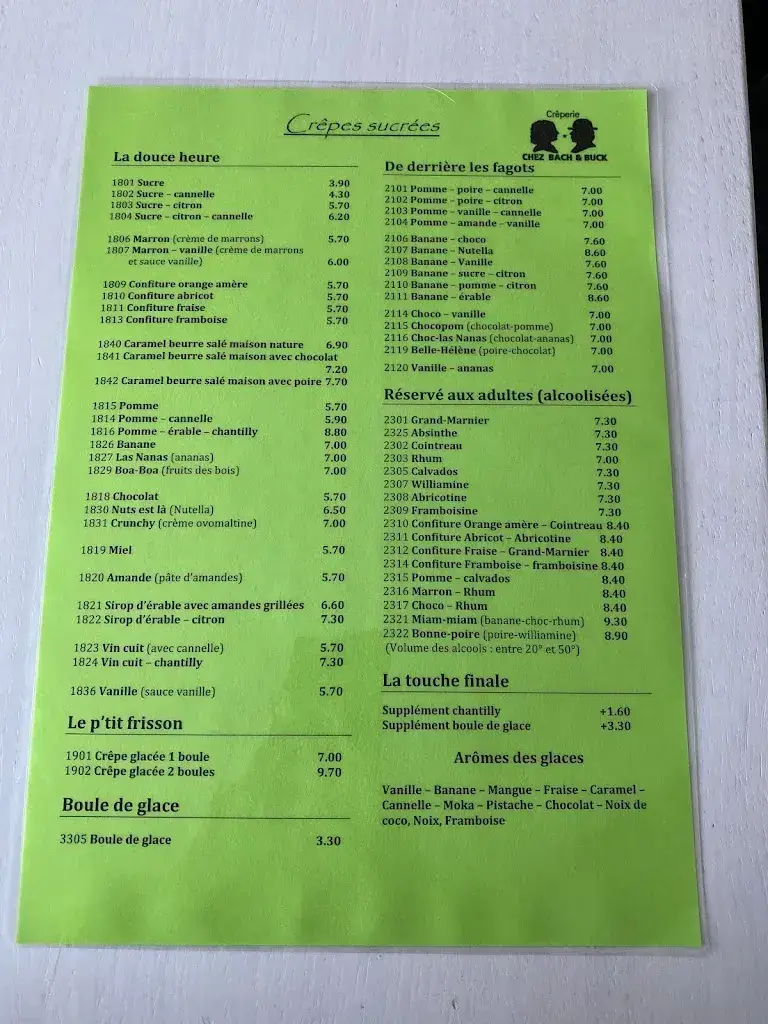 Crêpes sucrées
Crêperie
CHEZ BACH & BUCK
La douce heure
1801 Sucre 3.90
1802 Sucre – cannelle 4.30
1803 Sucre – citron 5.70
1804 Sucre – citron – cannelle 6.20
1806 Marron (crème de marrons) 5.70
1807 Marron – vanille (crème de marrons
et sauce vanille) 6.00
1809 Confiture orange amère 5.70
1810 Confiture abricot 5.70
1811 Confiture fraise 5.70
1813 Confiture framboise 5.70
1840 Caramel beurre salé maison nature 6.90
1841 Caramel beurre salé maison avec chocolat
7.20
1842 Caramel beurre salé maison avec poire 7.70
1815 Pomme 5.70
1814 Pomme – cannelle 5.90
1816 Pomme – érable – chantilly 8.80
1826 Banane 7.00
1827 Las Nanas (ananas) 7.00
1829 Boa-Boa (fruits des bois) 7.00
1818 Chocolat 5.70
1830 Nuts est là (Nutella) 6.50
1831 Crunchy (crème ovomaltine) 7.00
1819 Miel 5.70
1820 Amande (pâte d'amandes) 5.70
1821 Sirop d'érable avec amandes grillées 6.60
1822 Sirop d'érable – citron 7.30
1823 Vin cuit (avec cannelle) 5.70
1824 Vin cuit – chantilly 7.30
1836 Vanille (sauce vanille) 5.70
Le p'tit frisson
1901 Crêpe glacée 1 boule 7.00
1902 Crêpe glacée 2 boules 9.70
Boule de glace
3305 Boule de glace 3.30
De derrière les fagots
2101 Pomme – poire – cannelle 7.00
2102 Pomme – poire – citron 7.00
2103 Pomme – vanille – cannelle 7.00
2104 Pomme – amande – vanille 7.00
2106 Banane – choco 7.60
2107 Banane – Nutella 8.60
2108 Banane – Vanille 7.60
2109 Banane – sucre – citron 7.60
2110 Banane – pomme – citron 7.60
2111 Banane – érable 8.60
2114 Choco – vanille 7.00
2115 Chocopom (chocolat-pomme) 7.00
2116 Choc-las Nanas (chocolat-ananas) 7.00
2119 Belle-Hélène (poire-chocolat) 7.00
2120 Vanille – ananas 7.00
Réservé aux adultes (alcoolisées)
2301 Grand-Marnier 7.30
2325 Absinthe 7.30
2302 Cointreau 7.30
2303 Rhum 7.00
2305 Calvados 7.30
2307 Williamine 7.30
2308 Abricotine 7.30
2309 Framboisine 7.30
2310 Confiture Orange amère – Cointreau 8.40
2311 Confiture Abricot – Abricotine 8.40
2312 Confiture Fraise – Grand-Marnier 8.40
2314 Confiture Framboise – framboisine 8.40
2315 Pomme – calvados 8.40
2316 Marron – Rhum 8.40
2317 Choco – Rhum 8.40
2321 Miam-miam (banane-choc-rhum) 9.30
2322 Bonne-poire (poire-williamine) 8.90
(Volume des alcools : entre 20° et 50°)
La touche finale
Supplément chantilly +1.60
Supplément boule de glace +3.30
Arômes des glaces
Vanille – Banane – Mangue – Fraise – Caramel –
Cannelle – Moka – Pistache – Chocolat – Noix de
coco, Noix, Framboise